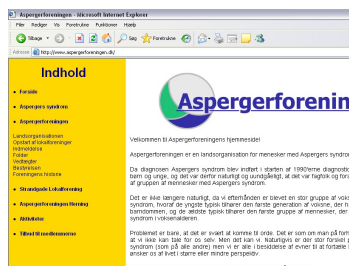 Aspergerforeningen - Microsoft Internet Explorer
Filer Rediger Vis Foretrukne Funktioner Hjælp
Tilbage Søg Foretrukne
Adresse http://www.aspergerforeningen.dk/
Indhold
Forside
Aspergers syndrom
Aspergerforeningen
Landsorganisationen
Opstart af lokalforeninger
Indmeldelse
Folder
Vedtægter
Bestyrelsen
Foreningens historie
Strandgade Lokalforening
Aspergerforeningen Herning
Aktiviteter
Tilbud til medlemmerne
Aspergerforenin
Velkommen til Aspergerforeningens hjemmeside!
Aspergerforeningen er en landsorganisation for mennesker med Aspergers syndrom
Da diagnosen Aspergers syndrom blev indført i starten af 1990'erne diagnostic
børn og unge, og det var derfor naturligt og uundgåeligt, at det var fagfolk og foræ
af gruppen af mennesker med Aspergers syndrom.
Det er ikke længere naturligt, da vi efterhånden er blevet en stor gruppe af voks
syndrom, hvoraf de yngste typisk tilhører den første generation af voksne, der h
barndommen, og de ældste typisk tilhører den første gruppe af mennesker, der
syndrom i voksenalderen.
Problemet er bare, at det er svært at komme til orde. Det er som om man på forh
at vi ikke kan tale for os selv. Men det kan vi. Naturligvis er der stor forskel p
syndrom (som på alle andre) men vi er alle i besiddelse af evner til at fortælle
ønsker os af livet i større eller mindre perspektiv.